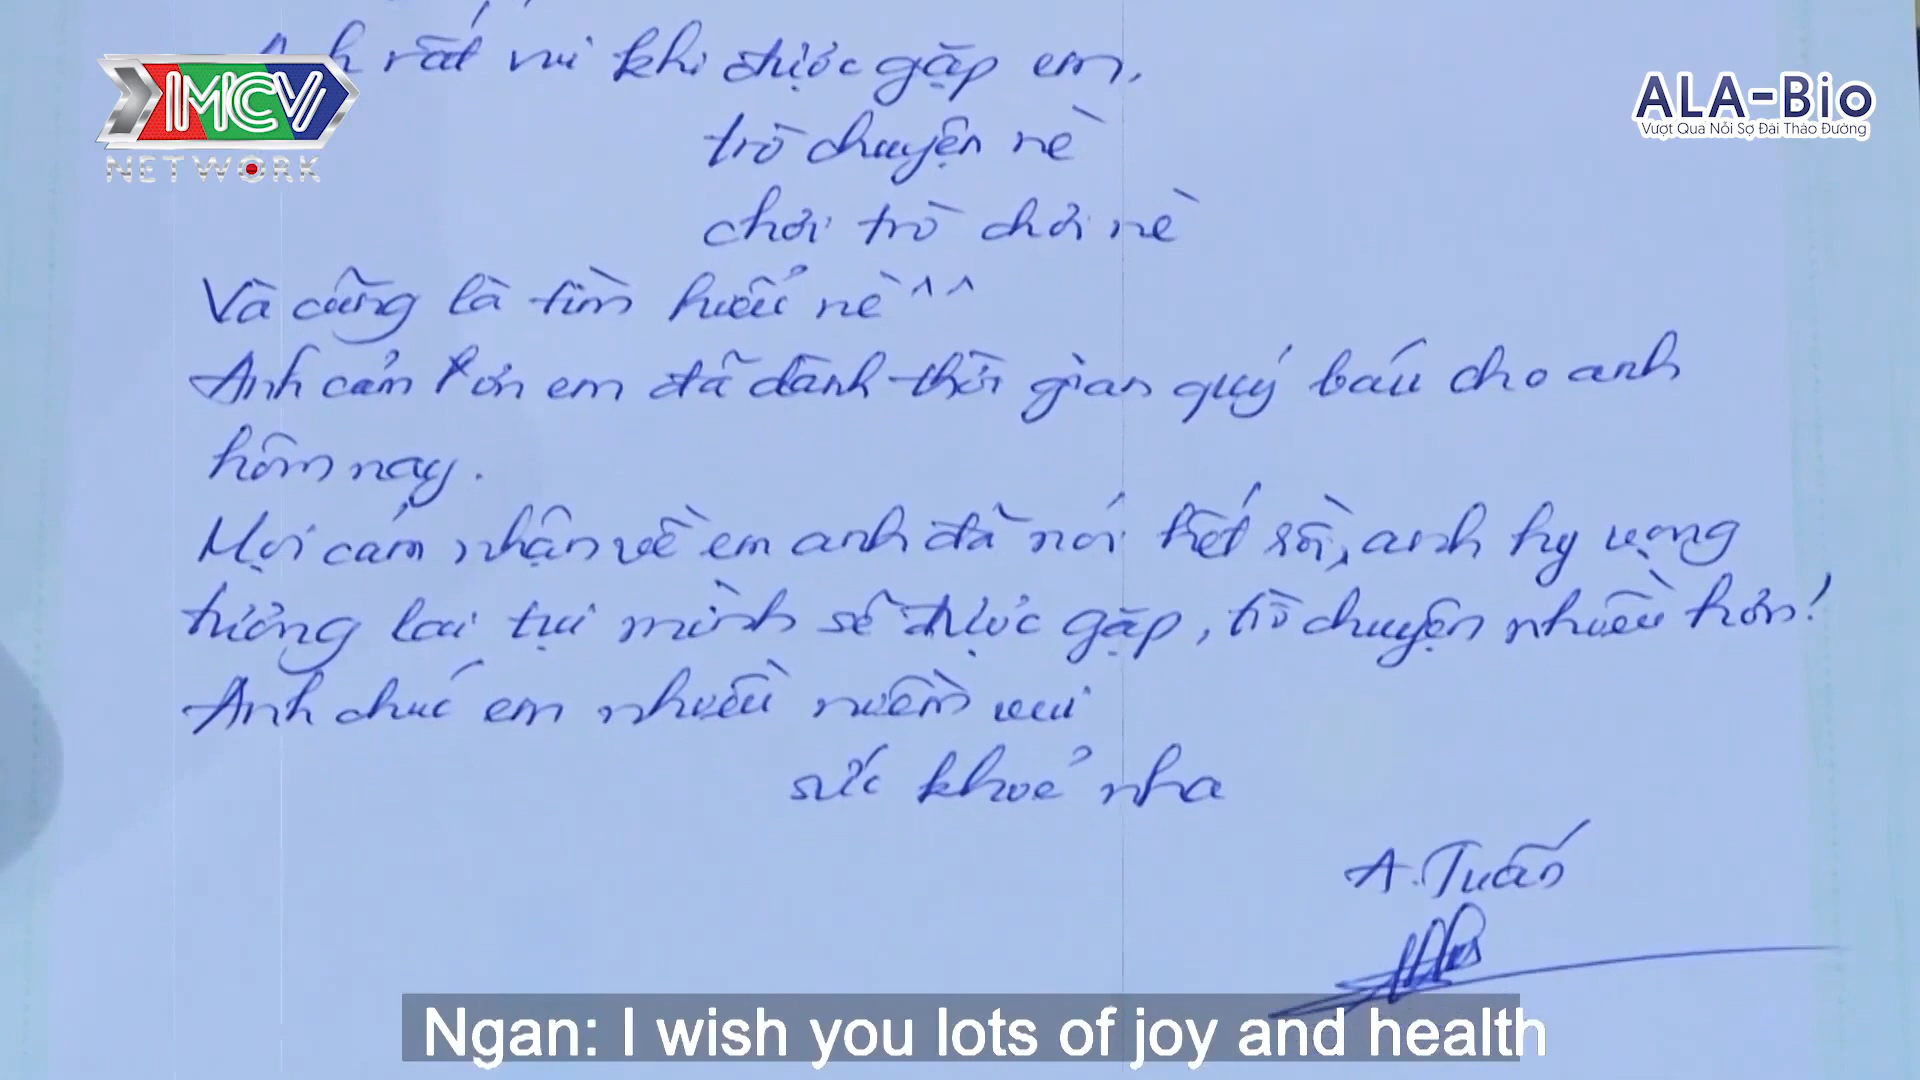 Anh rất vui khi được gặp em,
MCV
NETWORK
ALA-Bio
Vượt Qua Nỗi Sợ Đái Tháo Đường
trò chuyện nè
chơi trò chơi nè
Và cũng là tìm hiểu nè ^^
Anh cảm ơn em đã dành thời gian quý báu cho anh
hôm nay.
Mọi cảm nhận về em anh đã nói hết rồi, anh hy vọng
tương lai tụi mình sẽ được gặp, trò chuyện nhiều hơn!
Anh chúc em nhiều niềm vui
sức khoẻ nha
A. Tuấn
Ngan: I wish you lots of joy and health